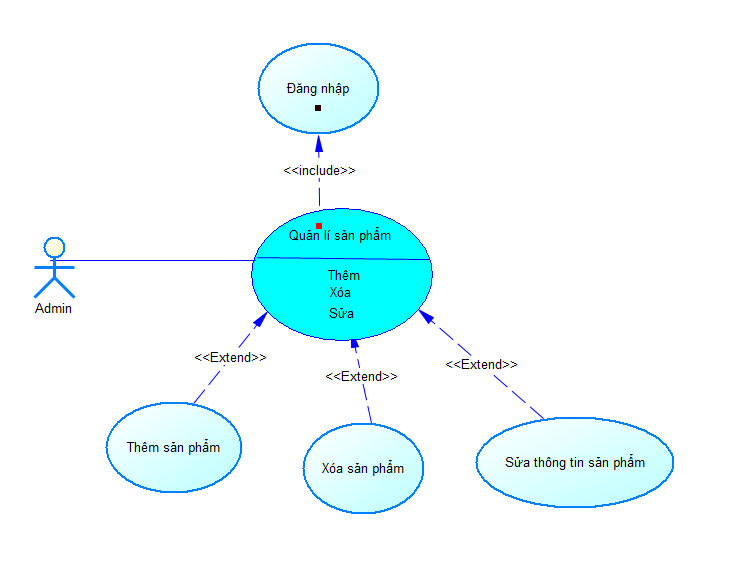 Đăng nhập
<<include>>
Quản lí sản phẩm
Thêm
Xóa
Sửa
Admin
<<Extend>>
<<Extend>>
<<Extend>>
Thêm sản phẩm
Xóa sản phẩm
Sửa thông tin sản phẩm